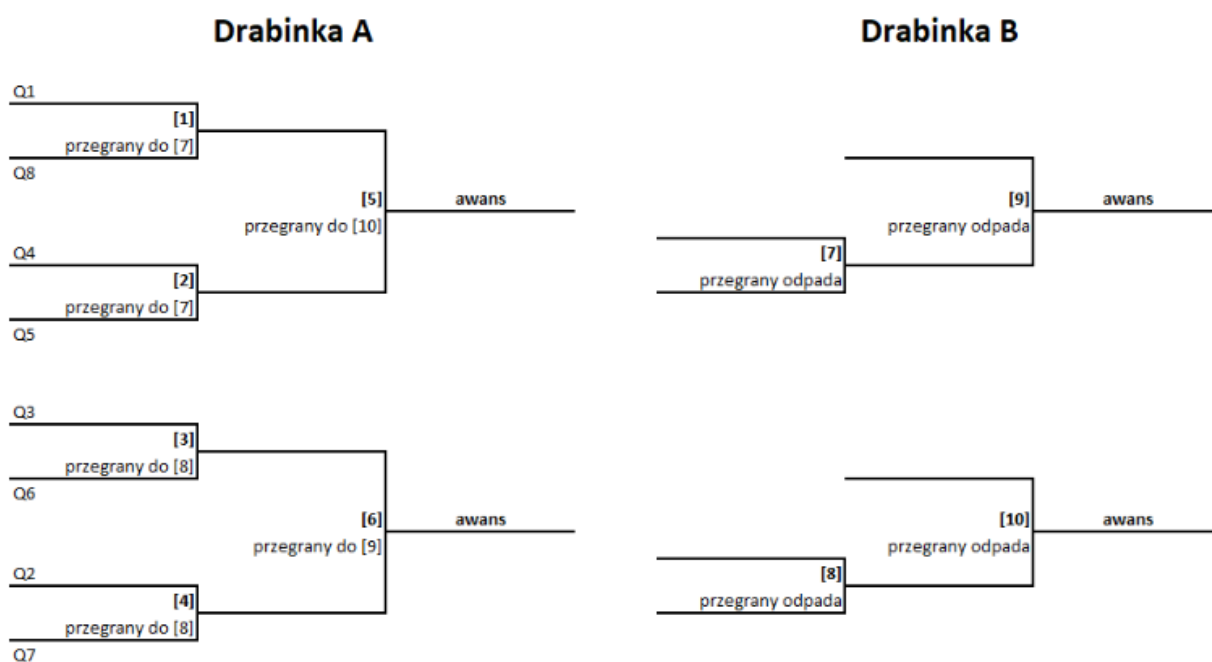 Drabinka A
Q1
[1]
przegrany do [7]
Q8
[5]
awans
przegrany do [10]
Q4
[2]
przegrany do [7]
Q5
Q3
[3]
przegrany do [8]
Q6
[6]
awans
przegrany do [9]
Q2
[4]
przegrany do [8]
Q7
Drabinka B
[9]
awans
przegrany odpada
[7]
przegrany odpada
[10]
awans
przegrany odpada
[8]
przegrany odpada